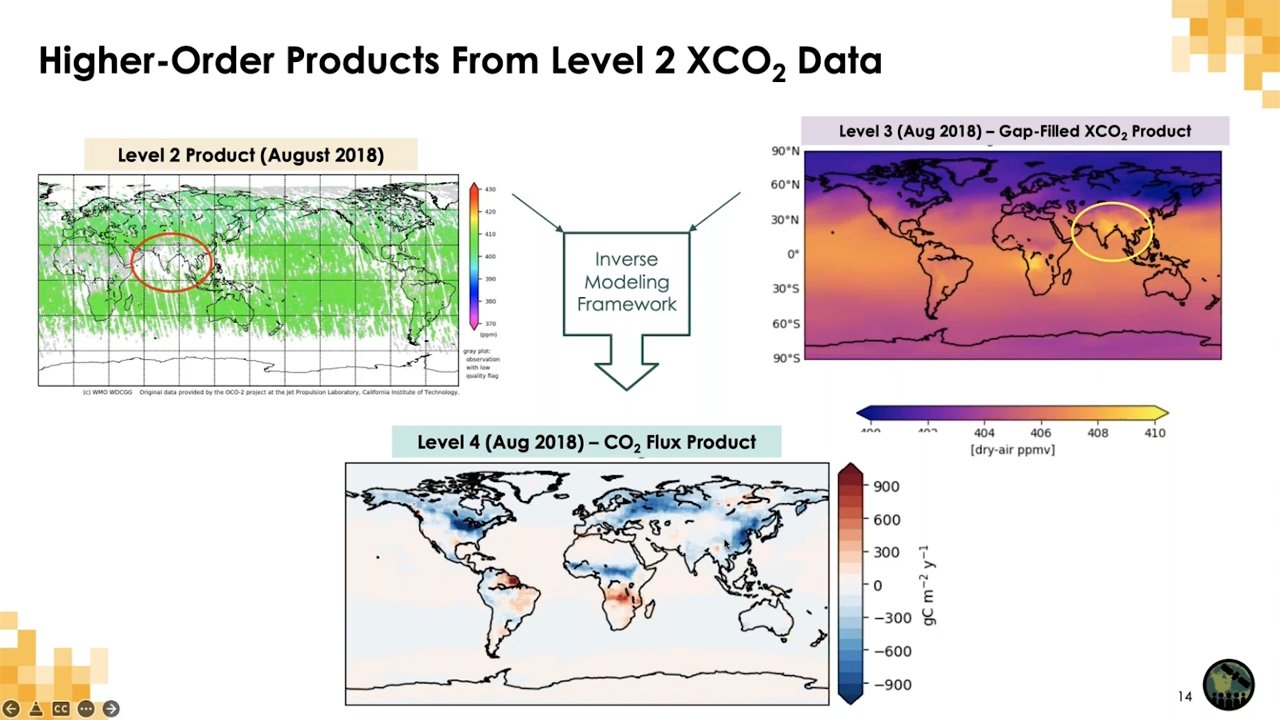 Higher-Order Products From Level 2 XCO₂ Data
Level 2 Product (August 2018)
430
420
410
400
390
380
370
(ppm)
gray plot:
observation
with low
quality flag
(c) WMO WDCGG Original data provided by the OCO-2 project at the Jet Propulsion Laboratory, California Institute of Technology.
Inverse
Modeling
Framework
Level 3 (Aug 2018) – Gap-Filled XCO₂ Product
90°N
60°N
30°N
0°
30°S
60°S
90°S
400 402 404 406 408 410
[dry-air ppmv]
Level 4 (Aug 2018) – CO₂ Flux Product
900
600
300
0
−300
−600
−900
gC m⁻² y⁻¹
14
CC